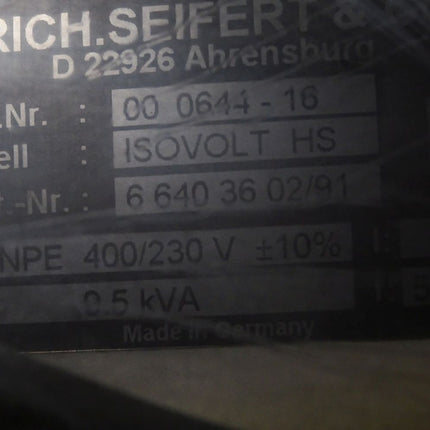 RICH.SEIFERT &
D 22926 Ahrensburg
.Nr. : 00 0644 - 16
ell : ISOVOLT HS
.-Nr. : 6 640 36 02/91
NPE 400/230 V ±10%
0.5 kVA
Made in Germany